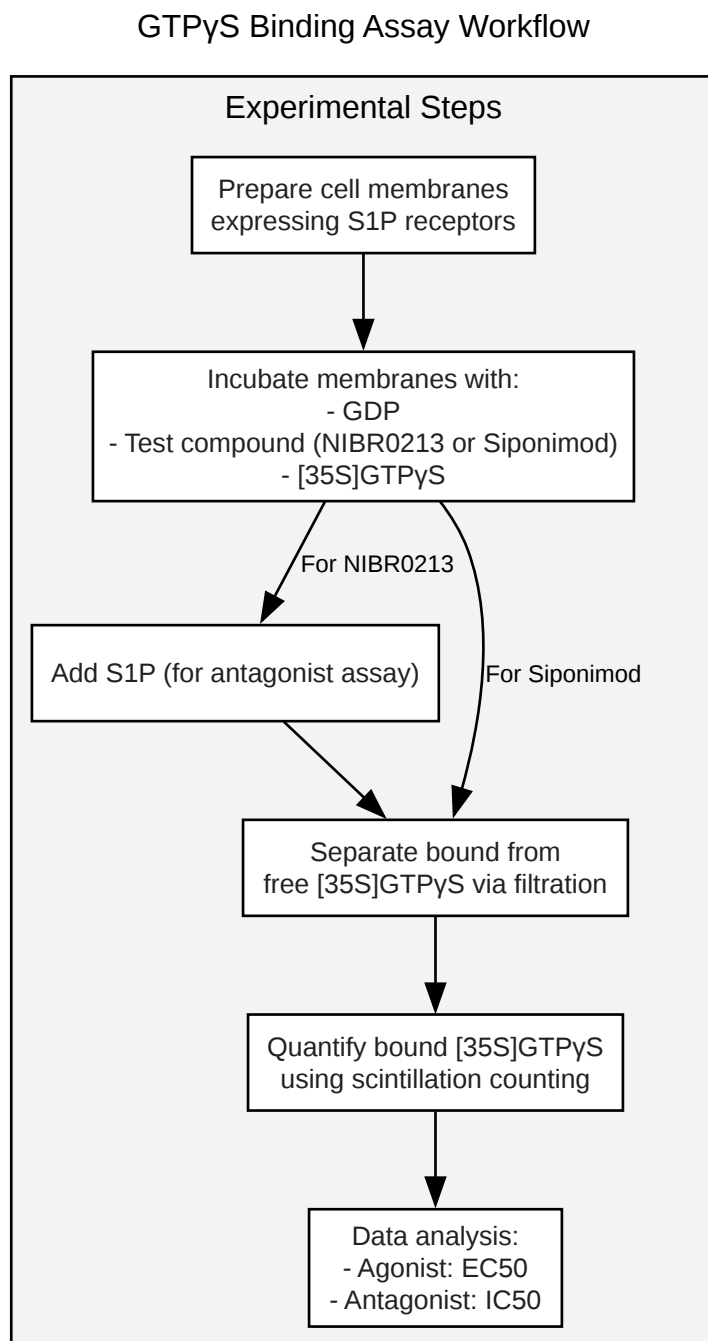 GTPγS Binding Assay Workflow
Experimental Steps
Prepare cell membranes
expressing S1P receptors
Incubate membranes with:
- GDP
- Test compound (NIBR0213 or Siponimod)
- [35S]GTPγS
For NIBR0213
Add S1P (for antagonist assay)
For Siponimod
Separate bound from
free [35S]GTPγS via filtration
Quantify bound [35S]GTPγS
using scintillation counting
Data analysis:
- Agonist: EC50
- Antagonist: IC50